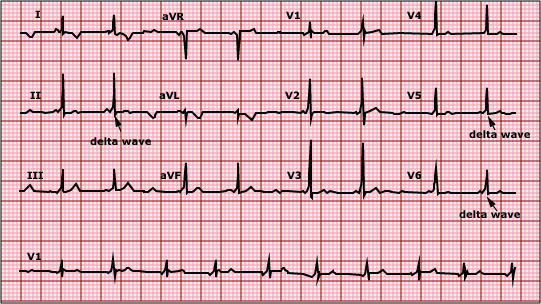 I aVR V1 V4
II aVL V2 V5
delta wave delta wave
III aVF V3 V6
delta wave
V1